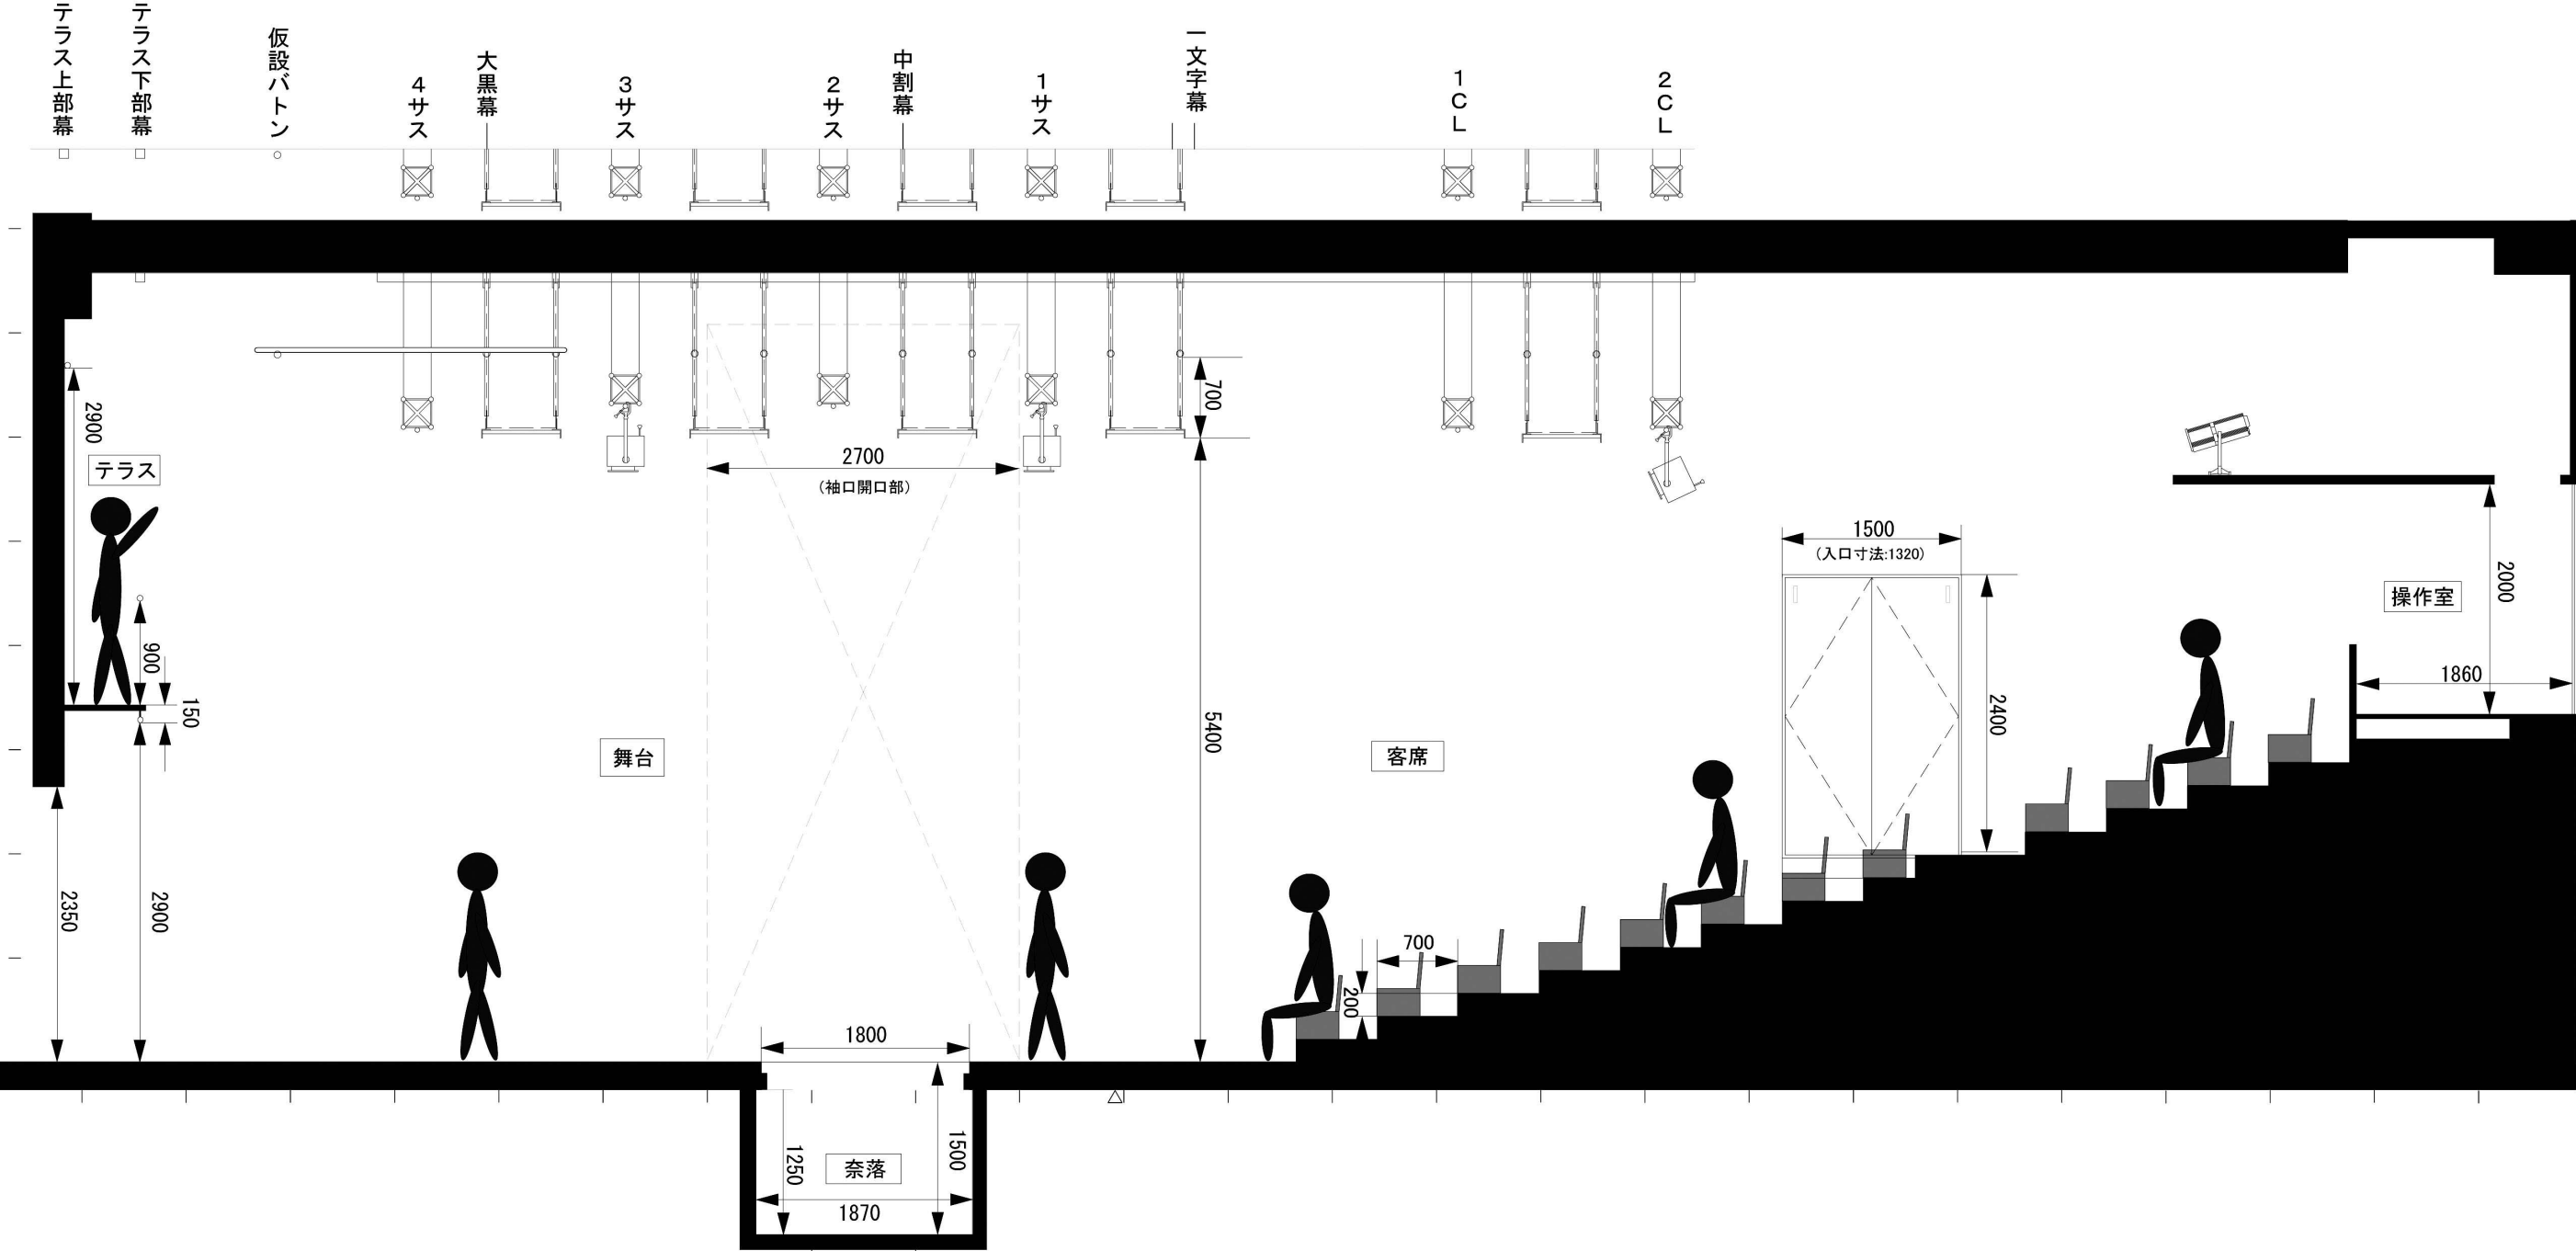 テラス上部幕
テラス下部幕
仮設バトン
4サス
大黒幕
3サス
2サス
中割幕
1サス
一文字幕
1CL
2CL
2900
テラス
900
150
2350
2900
舞台
2700
(袖口開口部)
700
5400
客席
1500
(入口寸法:1320)
2400
操作室
2000
1860
700
200
1800
1250
1500
奈落
1870